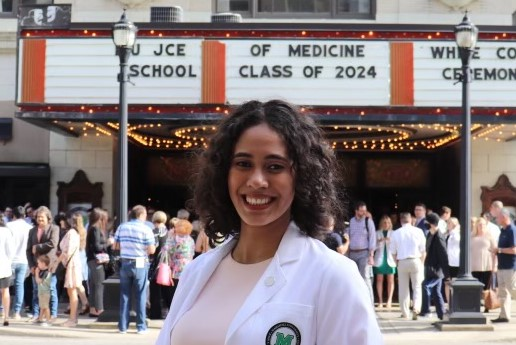 U JCE OF MEDICINE WHITE CO
SCHOOL CLASS OF 2024 CEREMON
M